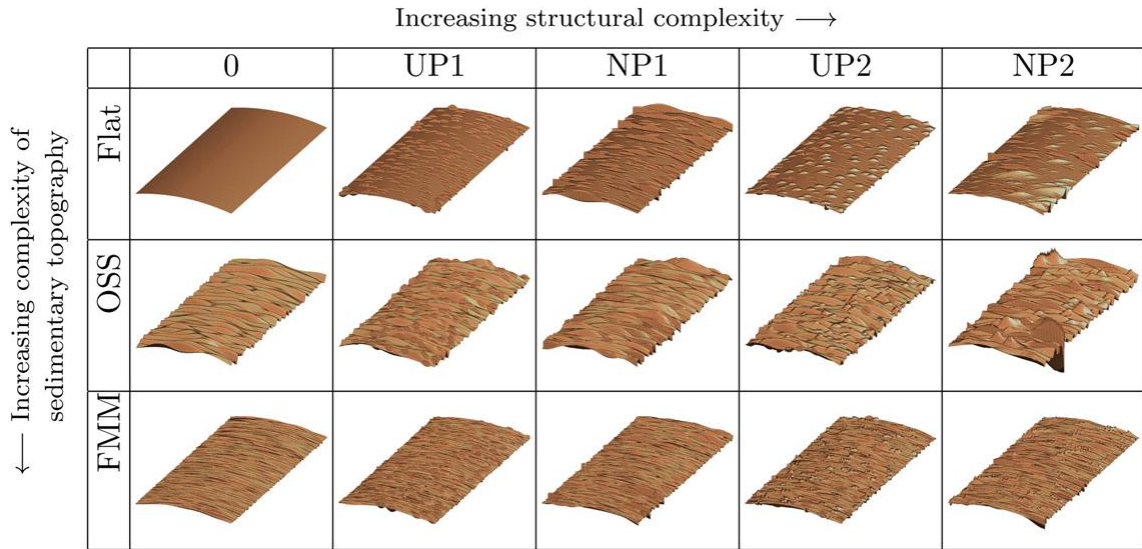 Increasing structural complexity ⟶
0 UP1 NP1 UP2 NP2
⟵ Increasing complexity of
sedimentary topography
Flat
OSS
FMM